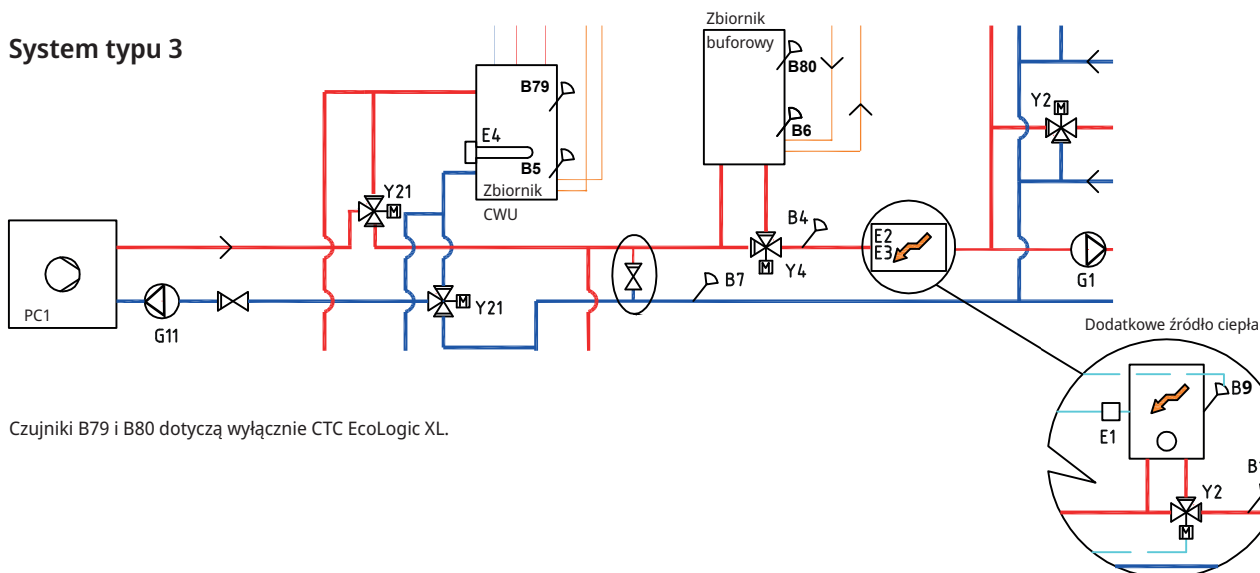 System typu 3
Zbiornik
buforowy
B79
B80
E4
B6
B5
Y2
Zbiornik
CWU
Y21
B4
E2
E3
Y4
G1
B7
PC1
G11
Y21
Dodatkowe źródło ciepła
B9
E1
Czujniki B79 i B80 dotyczą wyłącznie CTC EcoLogic XL.
Y2
M
M
M
M
M